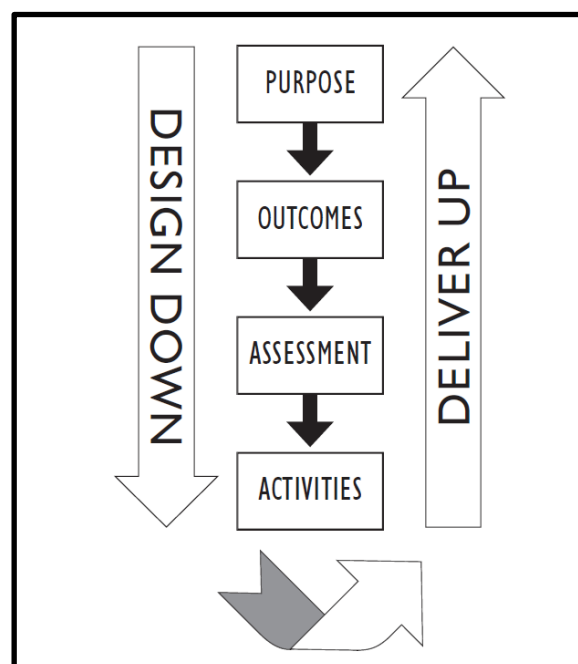 DESIGN DOWN
PURPOSE
OUTCOMES
ASSESSMENT
ACTIVITIES
DELIVER UP